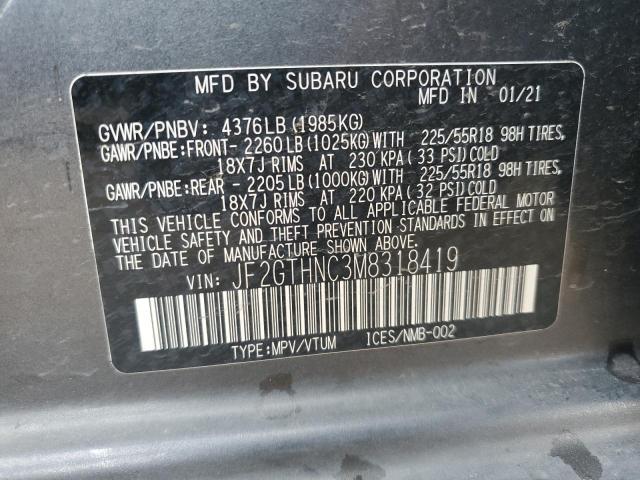 MFD BY SUBARU CORPORATION
MFD IN 01/21
GVWR/PNBV: 4376LB(1985KG)
GAWR/PNBE:FRONT- 2260LB(1025KG)WITH 225/55R18 98H TIRES,
18X7J RIMS AT 230 KPA(33 PSI)COLD
GAWR/PNBE:REAR - 2205LB(1000KG)WITH 225/55R18 98H TIRES,
18X7J RIMS AT 220 KPA(32 PSI)COLD
THIS VEHICLE CONFORMS TO ALL APPLICABLE FEDERAL MOTOR
VEHICLE SAFETY AND THEFT PREVENTION STANDARDS IN EFFECT ON
THE DATE OF MANUFACTURE SHOWN ABOVE.
VIN: JF2GTHNC3M8318419
TYPE:MPV/VTUM ICES/NMB-002